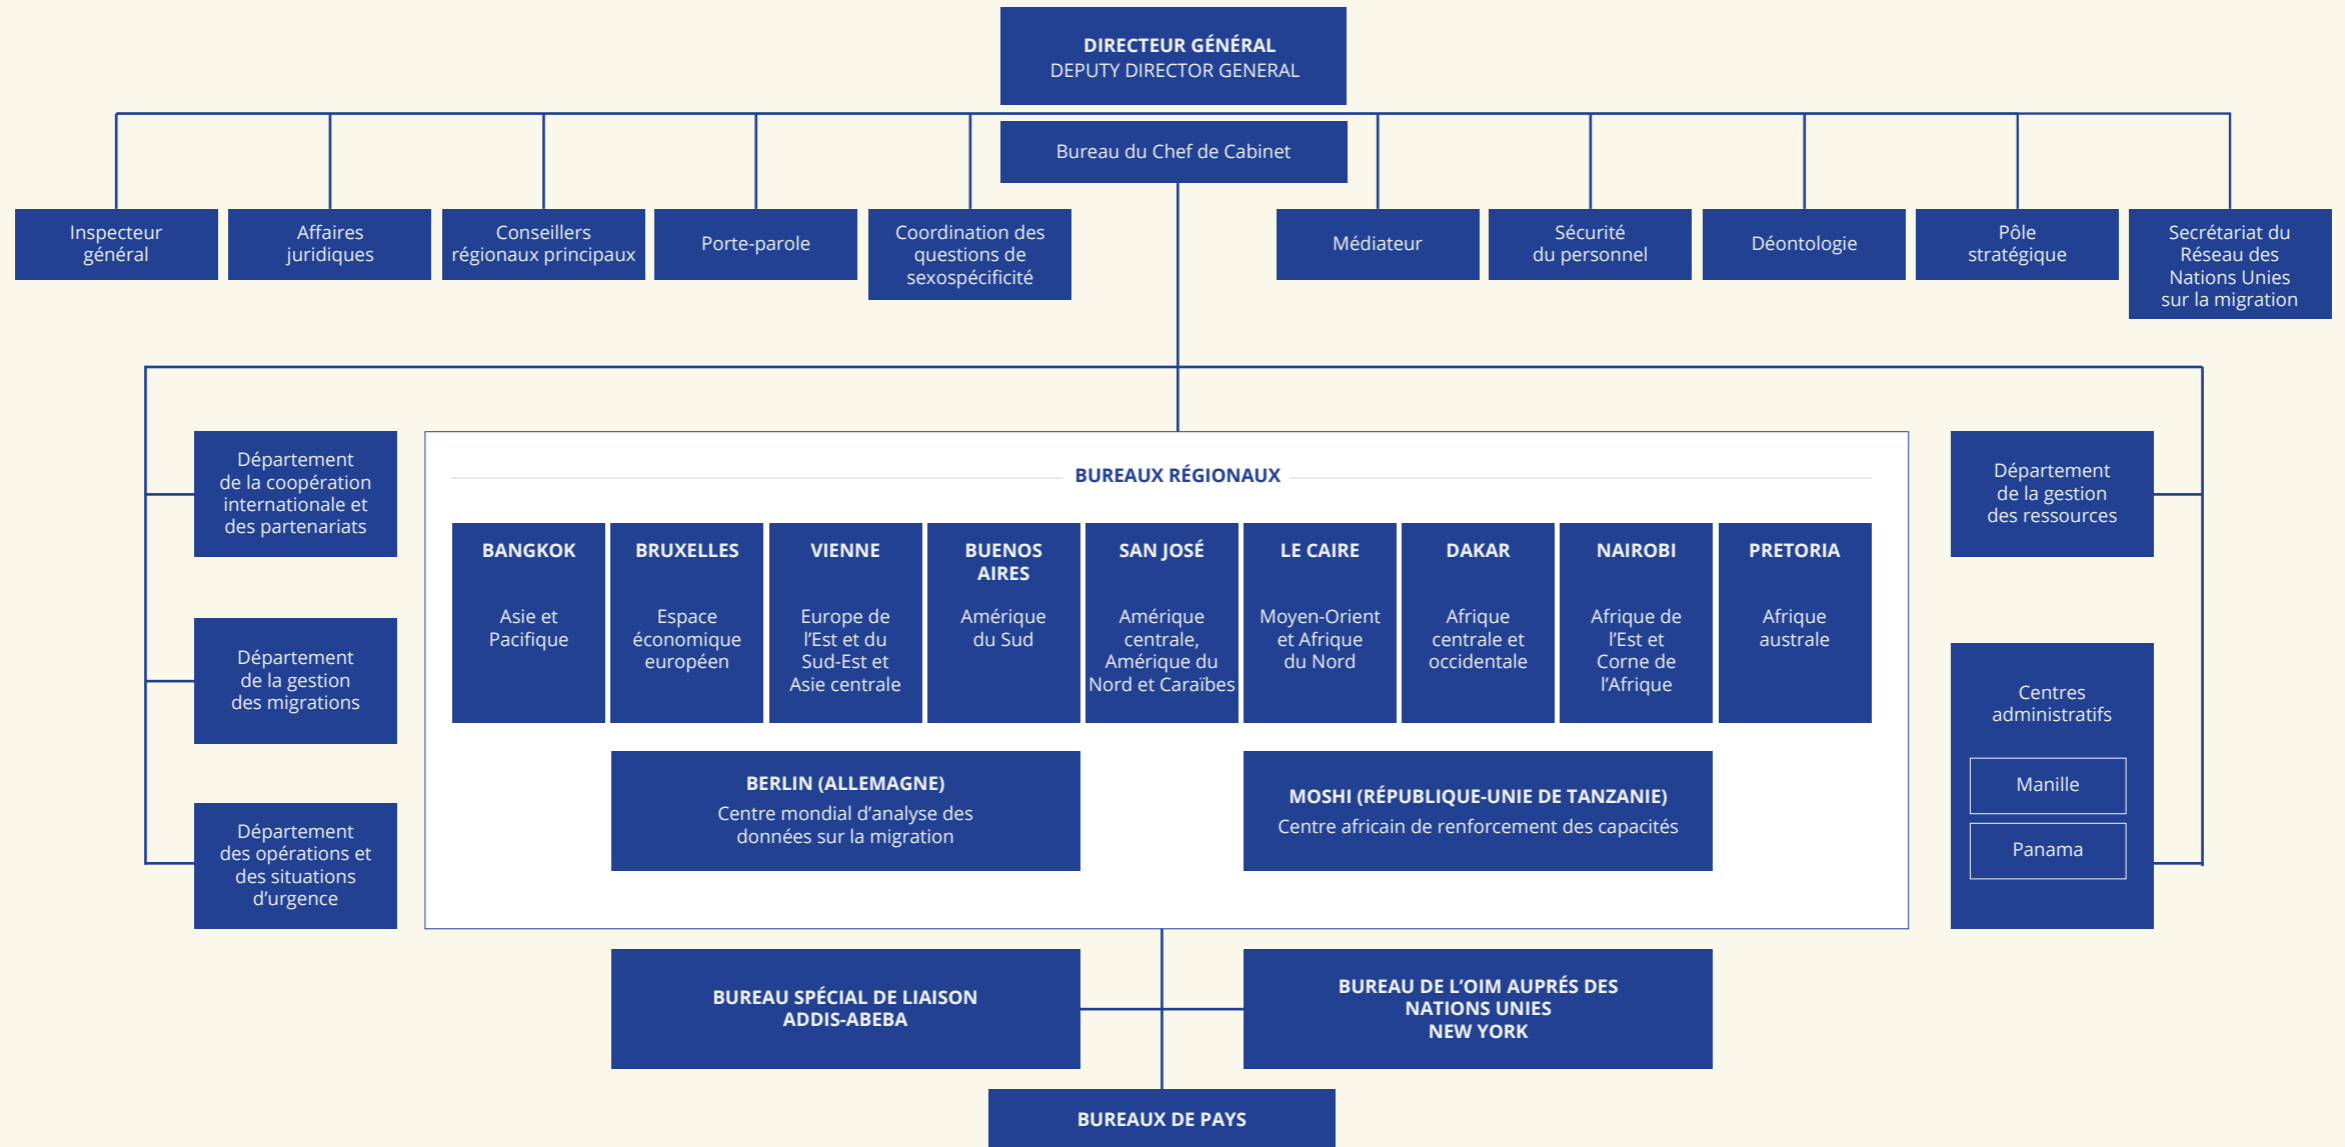 DIRECTEUR GÉNÉRAL
DEPUTY DIRECTOR GENERAL
Bureau du Chef de Cabinet
Inspecteur
général
Affaires
juridiques
Conseillers
régionaux principaux
Porte-parole
Coordination des
questions de
sexospécificité
Médiateur
Sécurité
du personnel
Déontologie
Pôle
stratégique
Secrétariat du
Réseau des
Nations Unies
sur la migration
Département
de la coopération
internationale et
des partenariats
Département
de la gestion
des migrations
Département
des opérations et
des situations
d’urgence
BUREAUX RÉGIONAUX
BANGKOK
Asie et
Pacifique
BRUXELLES
Espace
économique
européen
VIENNE
Europe de
l’Est et du
Sud-Est et
Asie centrale
BUENOS
AIRES
Amérique
du Sud
SAN JOSÉ
Amérique
centrale,
Amérique du
Nord et Caraïbes
LE CAIRE
Moyen-Orient
et Afrique
du Nord
DAKAR
Afrique
centrale et
occidentale
NAIROBI
Afrique de
l’Est et
Corne de
l’Afrique
PRETORIA
Afrique
australe
BERLIN (ALLEMAGNE)
Centre mondial d’analyse des
données sur la migration
MOSHI (RÉPUBLIQUE-UNIE DE TANZANIE)
Centre africain de renforcement des capacités
Département
de la gestion
des ressources
Centres
administratifs
Manille
Panama
BUREAU SPÉCIAL DE LIAISON
ADDIS-ABEBA
BUREAU DE L’OIM AUPRÉS DES
NATIONS UNIES
NEW YORK
BUREAUX DE PAYS